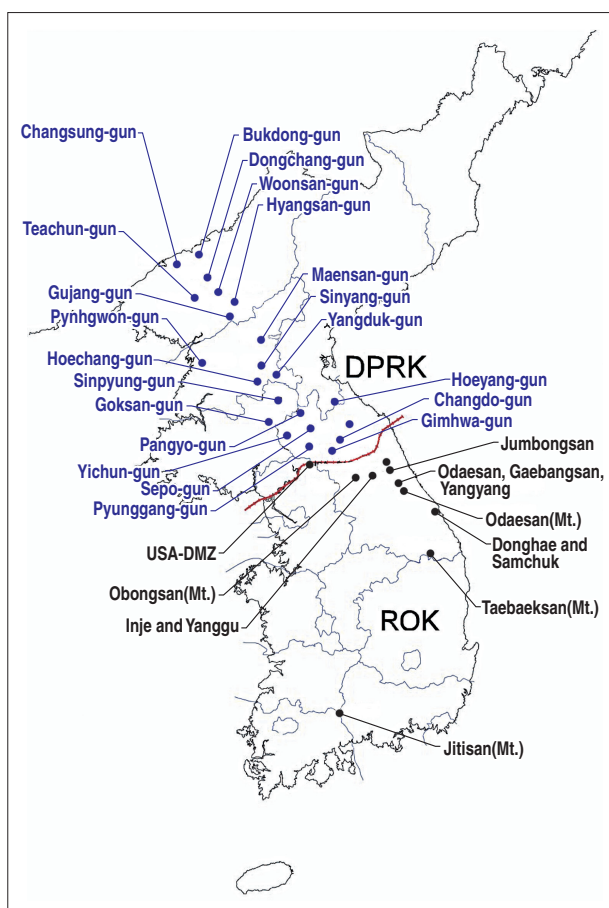 Changsung-gun
Bukdong-gun
Dongchang-gun
Woonsan-gun
Hyangsan-gun
Teachun-gun
Maensan-gun
Sinyang-gun
Yangduk-gun
Gujang-gun
Pynhgwon-gun
Hoechang-gun
Sinpyung-gun
Goksan-gun
DPRK
Hoeyang-gun
Changdo-gun
Gimhwa-gun
Pangyo-gun
Yichun-gun
Sepo-gun
Pyunggang-gun
Jumbongsan
Odaesan, Gaebangsan,
Yangyang
Odaesan(Mt.)
Donghae and
Samchuk
USA-DMZ
Obongsan(Mt.)
Inje and Yanggu
Taebaeksan(Mt.)
ROK
Jitisan(Mt.)